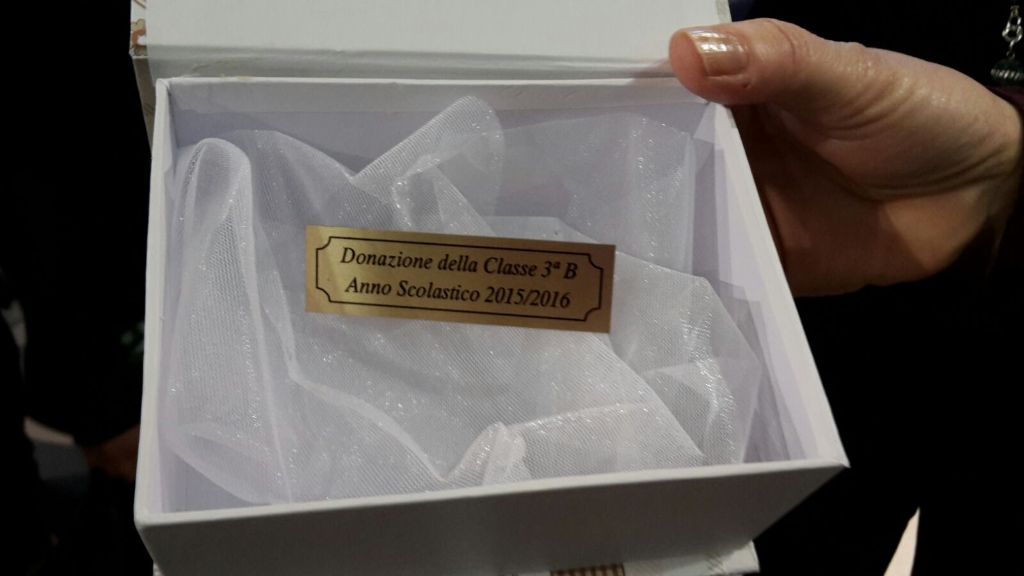 Donazione della Classe 3ª B
Anno Scolastico 2015/2016